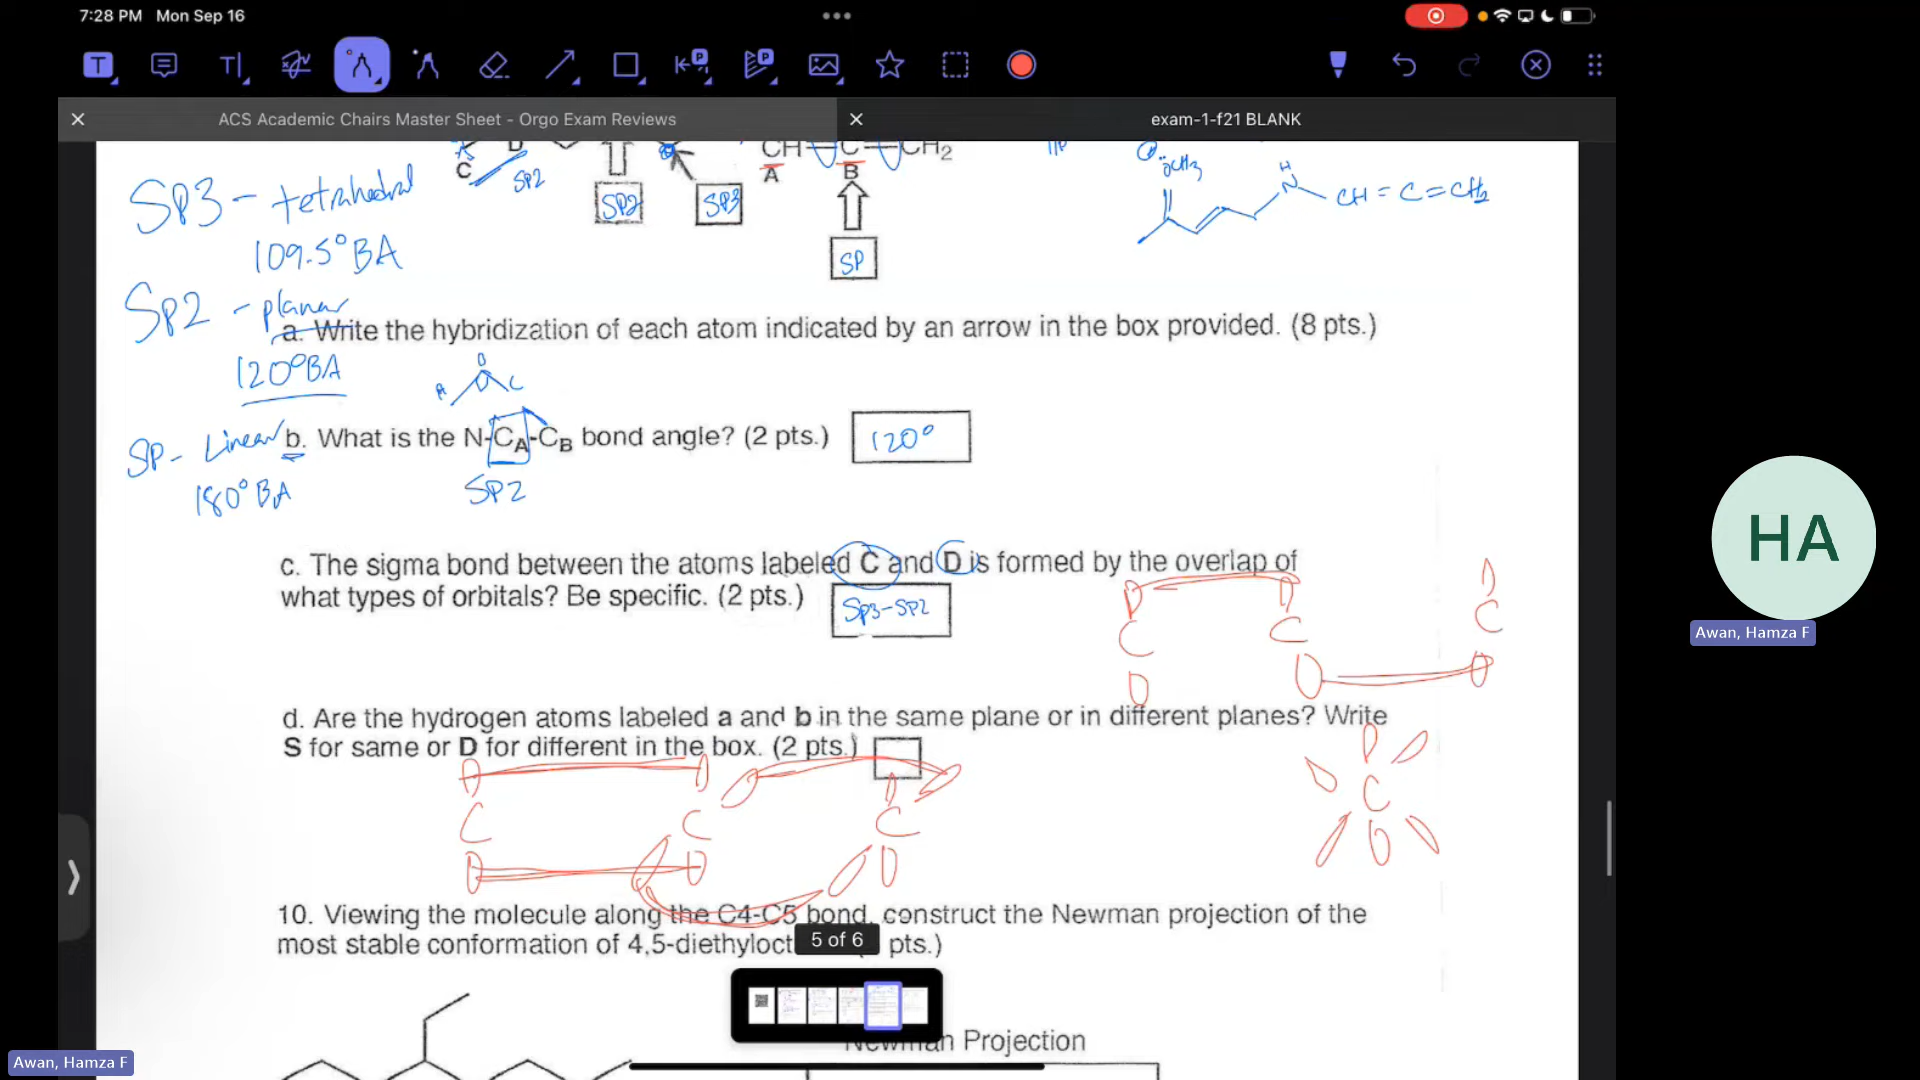 7:28 PM Mon Sep 16
ACS Academic Chairs Master Sheet - Orgo Exam Reviews
exam-1-f21 BLANK
D
C
SP2
SP2
SP3
CH
C
CH2
A
B
SP
öCH3
H
N
CH = C = CH2
SP3 - tetrahedral
109.5° BA
SP2 - planar
120° BA
SP - Linear
180° BA
a. Write the hybridization of each atom indicated by an arrow in the box provided. (8 pts.)
b. What is the N-CA-CB bond angle? (2 pts.)
120°
SP2
c. The sigma bond between the atoms labeled C and D is formed by the overlap of
what types of orbitals? Be specific. (2 pts.)
SP3-SP2
C
C
C
d. Are the hydrogen atoms labeled a and b in the same plane or in different planes? Write
S for same or D for different in the box. (2 pts.)
C
C
C
C
10. Viewing the molecule along the C4-C5 bond, construct the Newman projection of the
most stable conformation of 4,5-diethyloct
pts.)
5 of 6
Newman Projection
HA
Awan, Hamza F
Awan, Hamza F